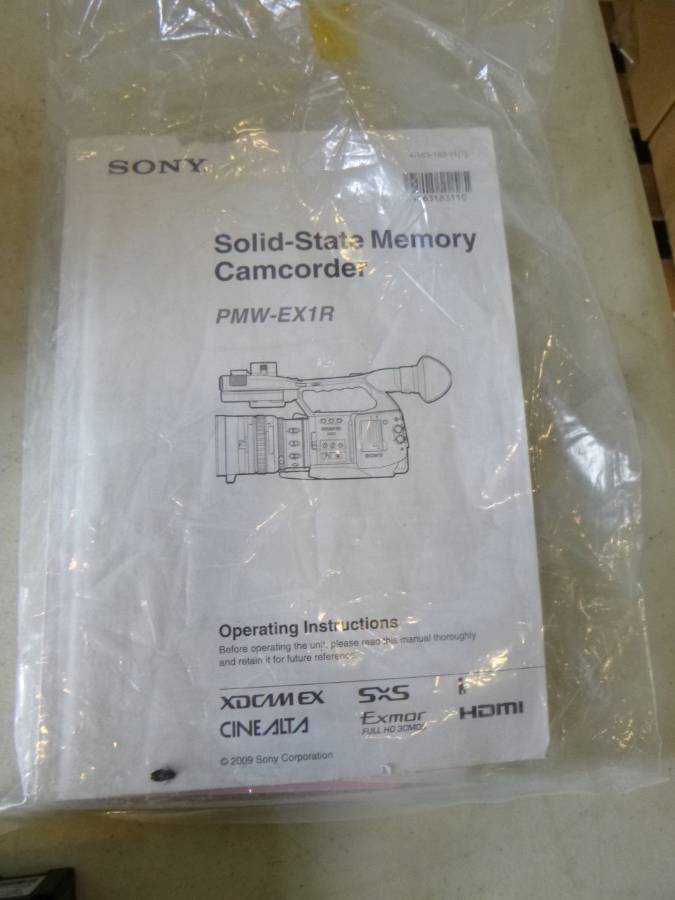 SONY
Solid-State Memory
Camcorder
PMW-EX1R
SONY
Operating Instructions
Before operating the unit, please read this manual thoroughly
and retain it for future reference.
XDCAM EX
SxS
i
HDMI
CINEALTA
Exmor
FULL HD 3CMOS
© 2009 Sony Corporation